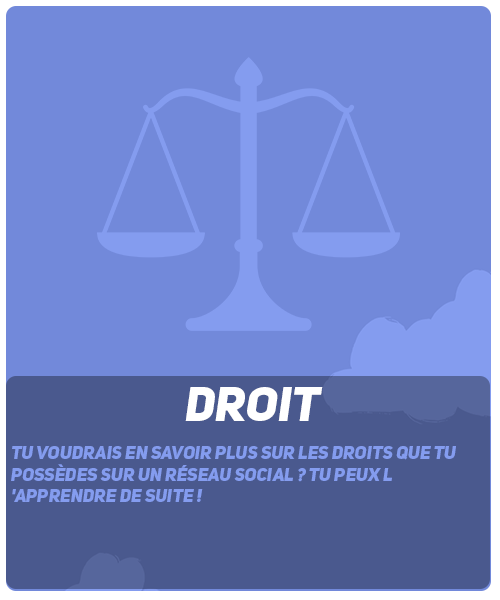 DROIT
TU VOUDRAIS EN SAVOIR PLUS SUR LES DROITS QUE TU
POSSÈDES SUR UN RÉSEAU SOCIAL ? TU PEUX L
'APPRENDRE DE SUITE !